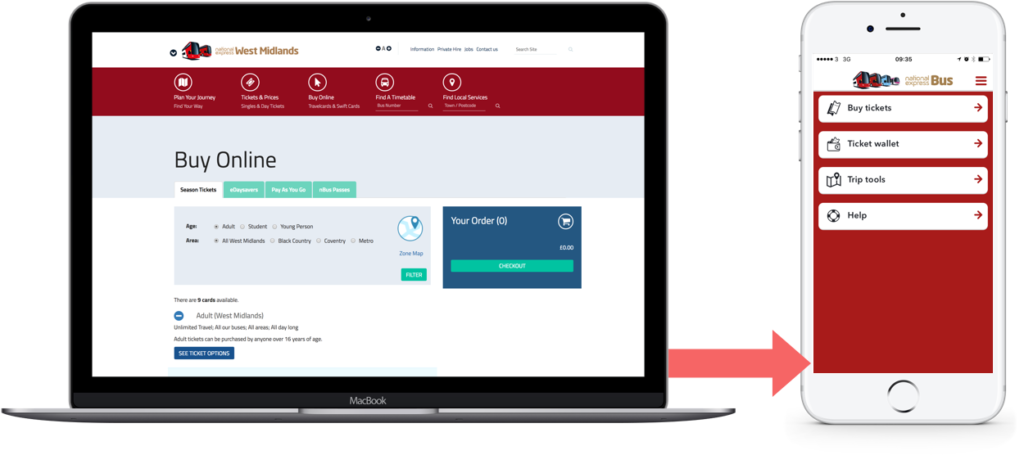 national express West Midlands
A
Information Private Hire Jobs Contact us
Search Site
Plan Your Journey
Find Your Way
Tickets & Prices
Singles & Day Tickets
Buy Online
Travelcards & Swift Cards
Find A Timetable
Bus Number
Find Local Services
Town / Postcode
Buy Online
Season Tickets eDaysavers Pay As You Go nBus Passes
Age: Adult Student Young Person
Area: All West Midlands Black Country Coventry Metro
Zone Map
FILTER
Your Order (0)
£0.00
CHECKOUT
There are 9 cards available.
Adult (West Midlands)
Unlimited Travel; All our buses; All areas; All day long
Adult tickets can be purchased by anyone over 16 years of age.
SEE TICKET OPTIONS
MacBook
3 3G 09:35
national express Bus
Buy tickets
Ticket wallet
Trip tools
Help